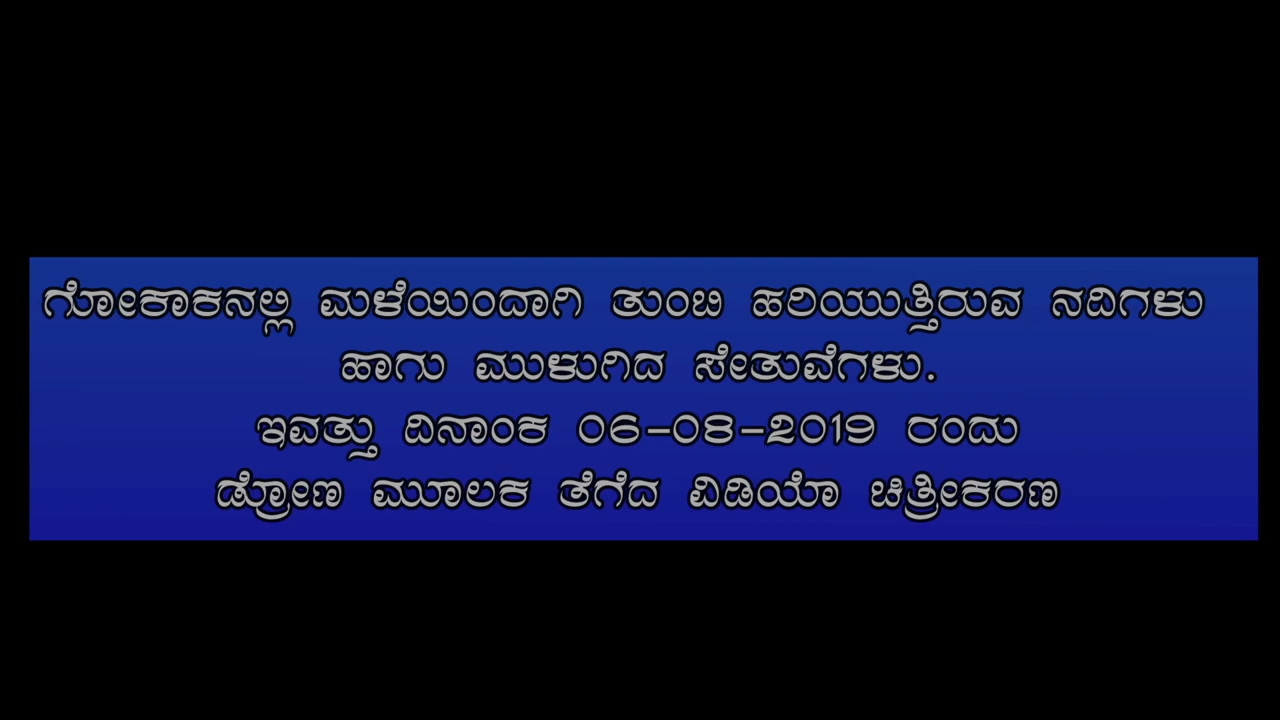 ಗೋಕಾಕನಲ್ಲಿ ಮಳೆಯಿಂದಾಗಿ ತುಂಬಿ ಹರಿಯುತ್ತಿರುವ ನದಿಗಳು
ಹಾಗು ಮುಳುಗಿದ ಸೇತುವೆಗಳು.
ಇವತ್ತು ದಿನಾಂಕ 06-08-2019 ರಂದು
ಡ್ರೋಣ ಮೂಲಕ ತೆಗೆದ ವಿಡಿಯೊ ಚಿತ್ರೀಕರಣ